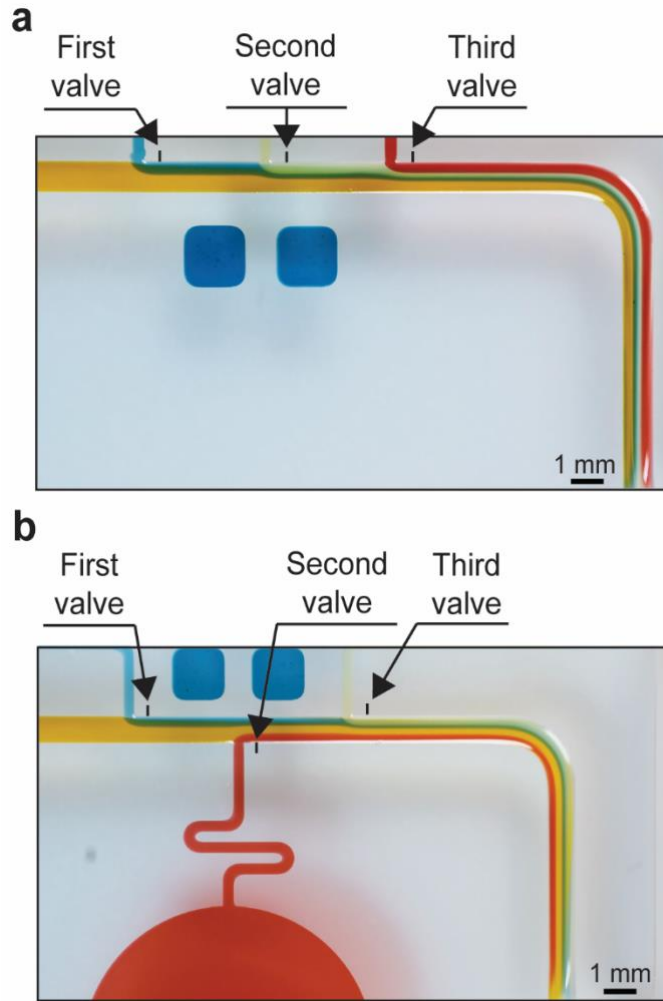 a
First
valve
Second
valve
Third
valve
1 mm
b
First
valve
Second
valve
Third
valve
1 mm